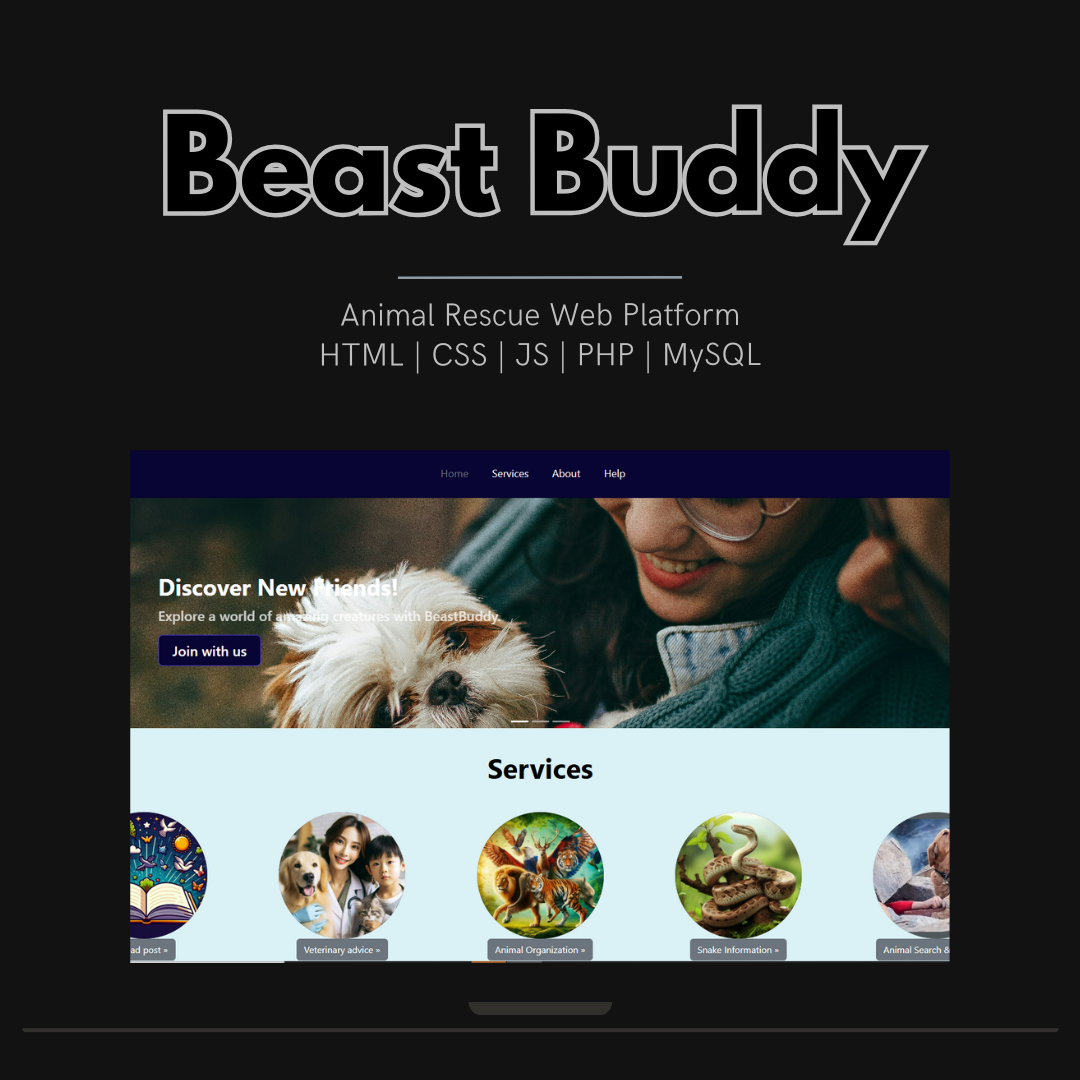 Beast Buddy
Animal Rescue Web Platform
HTML | CSS | JS | PHP | MySQL
Home Services About Help
Discover New Friends!
Explore a world of amazing creatures with BeastBuddy.
Join with us
Services
ad post »
Veterinary advice »
Animal Organization »
Snake Information »
Animal Search &